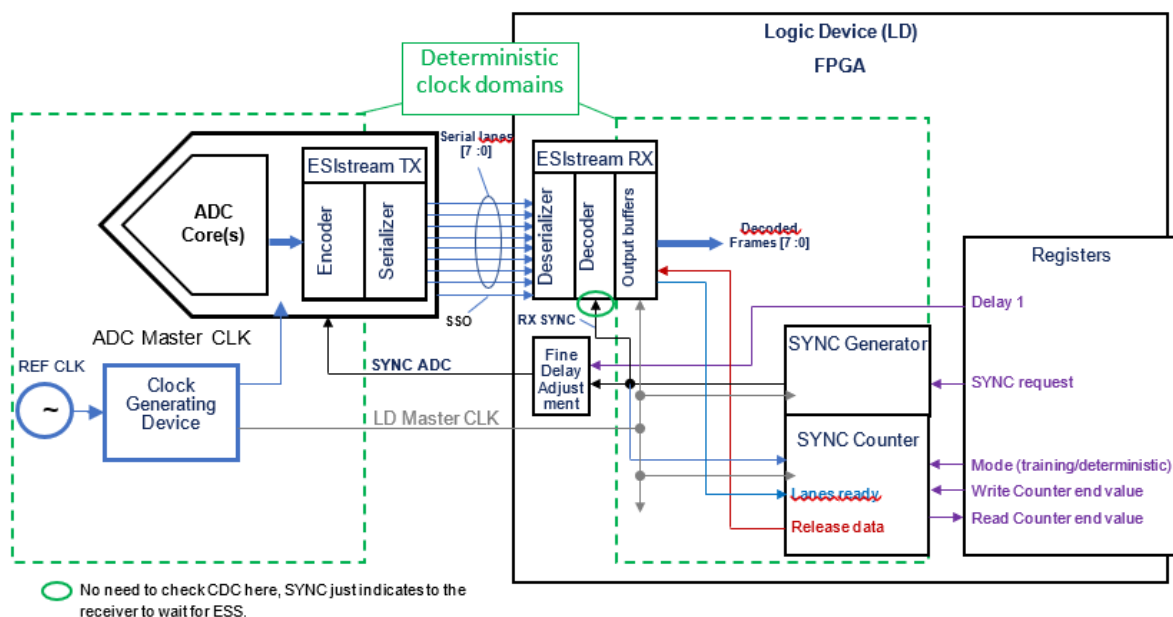 Logic Device (LD)
FPGA
Deterministic
clock domains
Serial lanes
[7 :0]
ESIstream TX
ESIstream RX
ADC
Core(s)
Encoder
Serializer
Deserializer
Decoder
Output buffers
Decoded
Frames [7 :0]
Registers
Delay 1
SSO
RX SYNC
ADC Master CLK
SYNC ADC
Fine
Delay
Adjust
ment
SYNC Generator
SYNC request
REF CLK
~
Clock
Generating
Device
LD Master CLK
SYNC Counter
Mode (training/deterministic)
Lanes ready
Write Counter end value
Release data
Read Counter end value
No need to check CDC here, SYNC just indicates to the
receiver to wait for ESS.